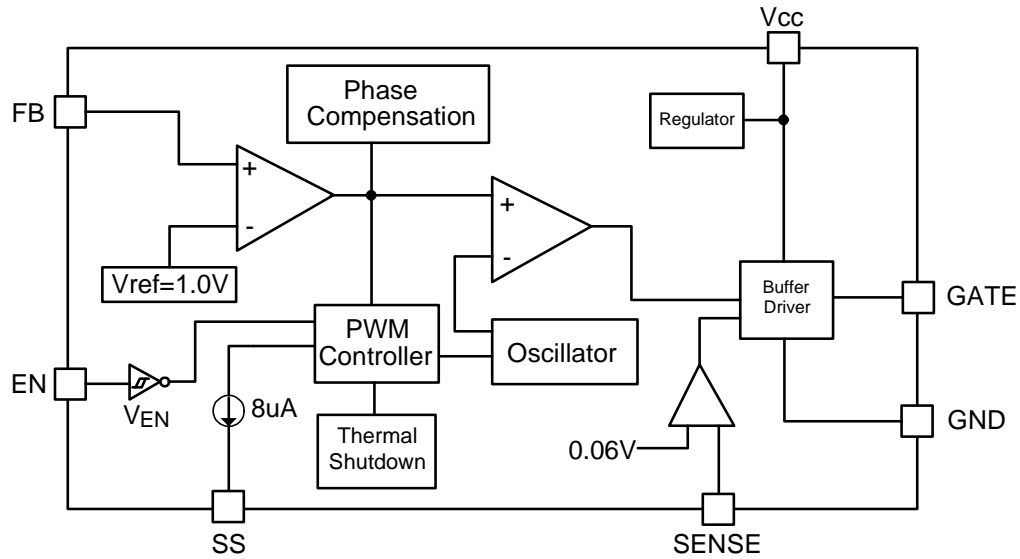 Vcc
FB
Phase
Compensation
Regulator
+
-
+
-
Vref=1.0V
Buffer
Driver
GATE
PWM
Controller
Oscillator
EN
VEN
8uA
Thermal
Shutdown
0.06V
GND
SS
SENSE